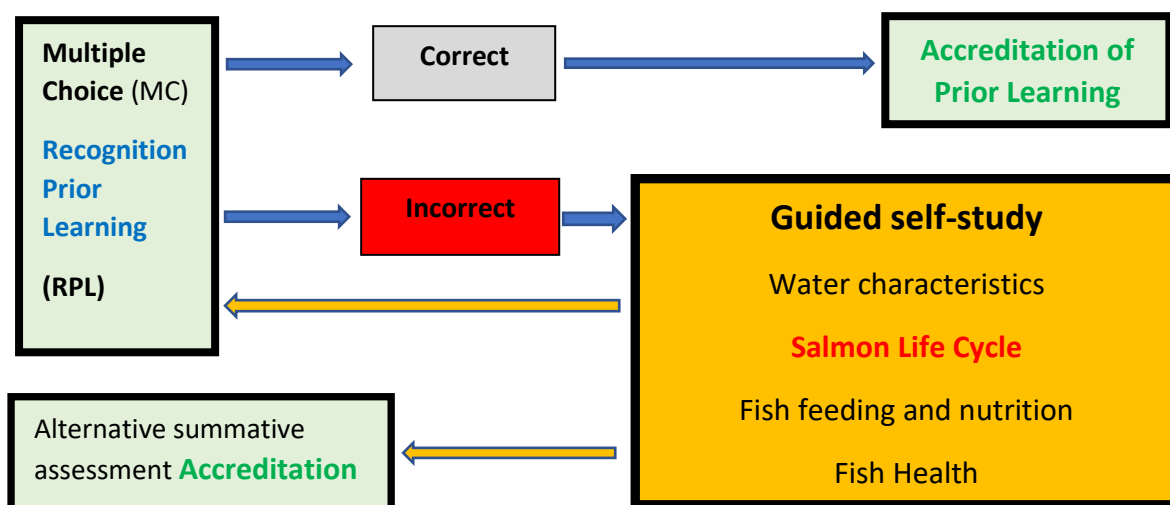 Multiple
Choice (MC)
Recognition
Prior
Learning
(RPL)
Correct
Accreditation of
Prior Learning
Incorrect
Guided self-study
Water characteristics
Salmon Life Cycle
Fish feeding and nutrition
Fish Health
Alternative summative
assessment Accreditation